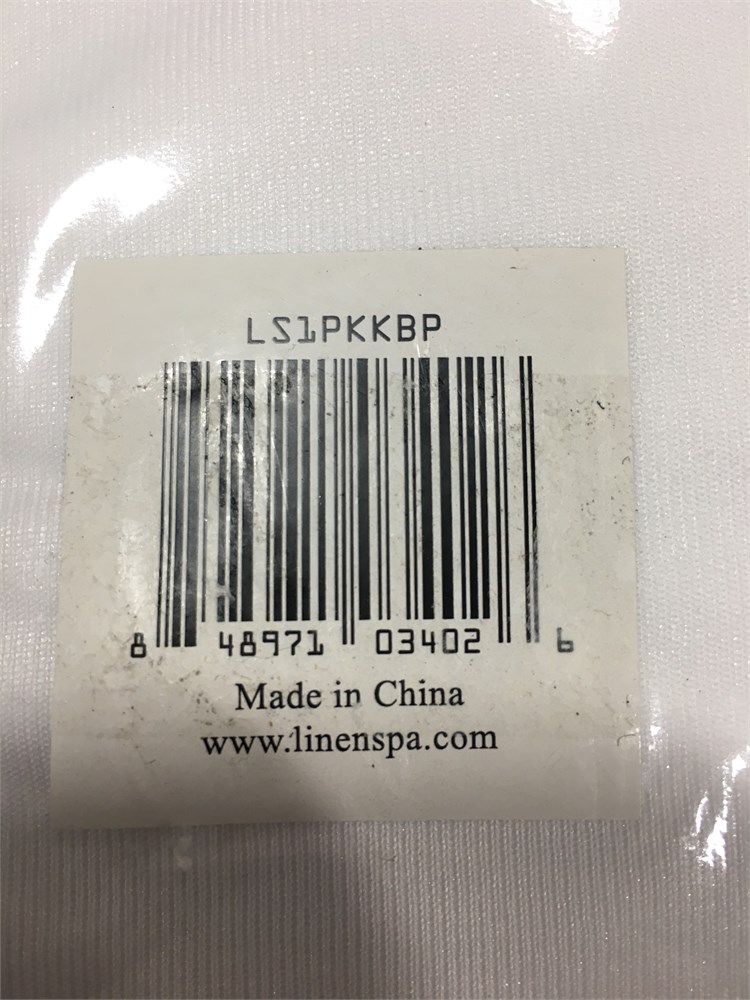 LS1PKKBP
8 48971 03402 6
Made in China
www.linenspa.com